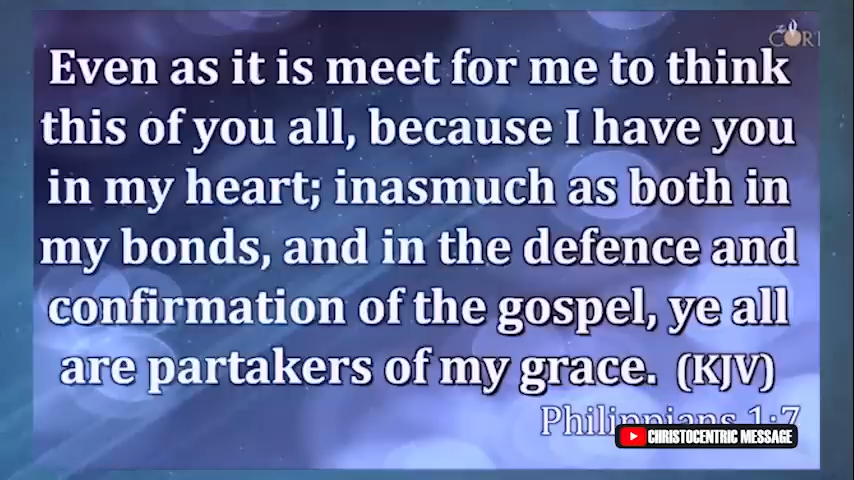 Even as it is meet for me to think
this of you all, because I have you
in my heart; inasmuch as both in
my bonds, and in the defence and
confirmation of the gospel, ye all
are partakers of my grace. (KJV)
Philippians 1:7
CHRISTOCENTRIC MESSAGE